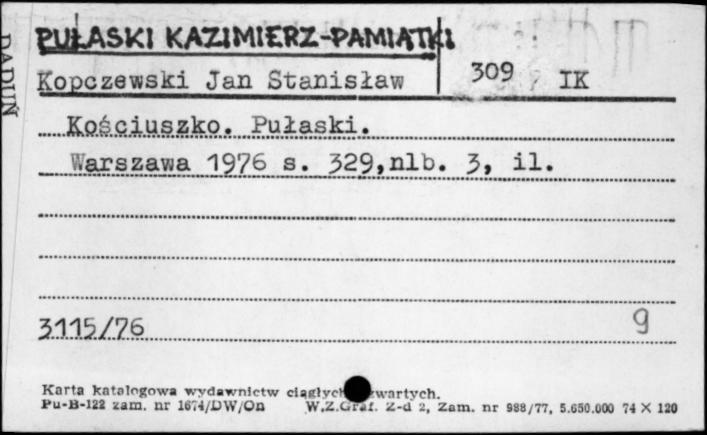 PUŁASKI KAZIMIERZ-PAMIĄTKI
Kopczewski Jan Stanisław 309 IK
Kościuszko. Pułaski.
Warszawa 1976 s. 329,nlb. 3, il.
3115/76 9
Karta katalogowa wydawnictw ciągłych zwartych.
Pu-B-122 zam. nr 1674/DW/On W.Z.Graf. Z-d 2, Zam. nr 988/77, 5.650.000 74 X 120